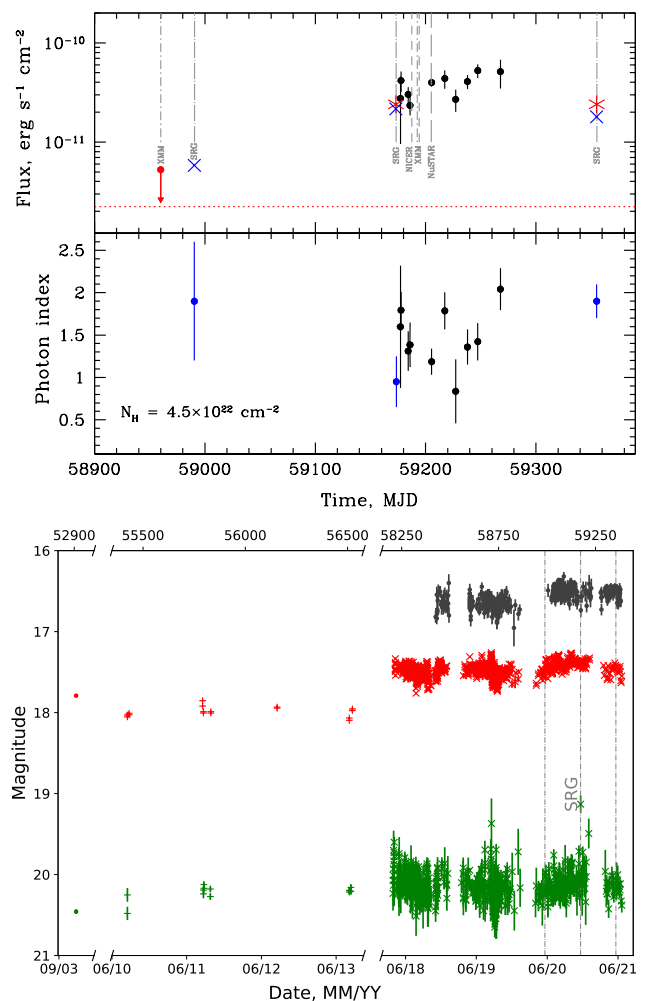 10⁻¹⁰
10⁻¹¹
Flux, erg s⁻¹ cm⁻²
XMM
SRG
SRG
NICER
XMM
NuSTAR
SRG
2.5
2
1.5
1
0.5
Photon index
N_H = 4.5×10²² cm⁻²
58900 59000 59100 59200 59300
Time, MJD
52900 55500 56000 56500 58250 58750 59250
16
17
18
19
20
21
Magnitude
SRG
09/03 06/10 06/11 06/12 06/13 06/18 06/19 06/20 06/21
Date, MM/YY